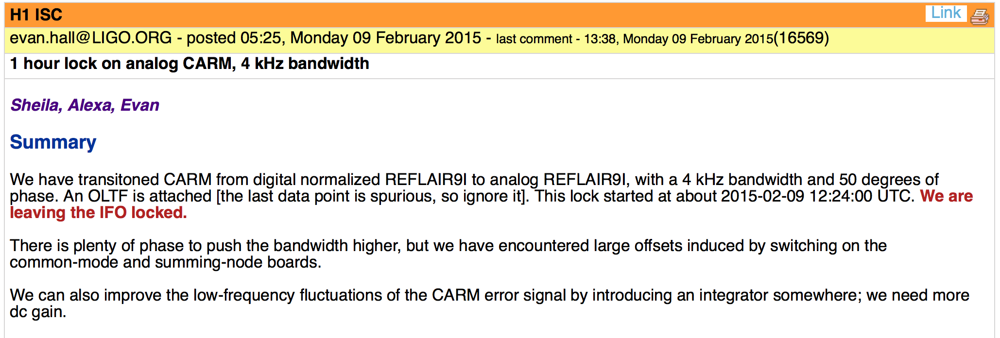 H1 ISC
Link
evan.hall@LIGO.ORG - posted 05:25, Monday 09 February 2015 - last comment - 13:38, Monday 09 February 2015(16569)
1 hour lock on analog CARM, 4 kHz bandwidth
Sheila, Alexa, Evan
Summary
We have transitoned CARM from digital normalized REFLAIR9I to analog REFLAIR9I, with a 4 kHz bandwidth and 50 degrees of
phase. An OLTF is attached [the last data point is spurious, so ignore it]. This lock started at about 2015-02-09 12:24:00 UTC. We are
leaving the IFO locked.
There is plenty of phase to push the bandwidth higher, but we have encountered large offsets induced by switching on the
common-mode and summing-node boards.
We can also improve the low-frequency fluctuations of the CARM error signal by introducing an integrator somewhere; we need more
dc gain.